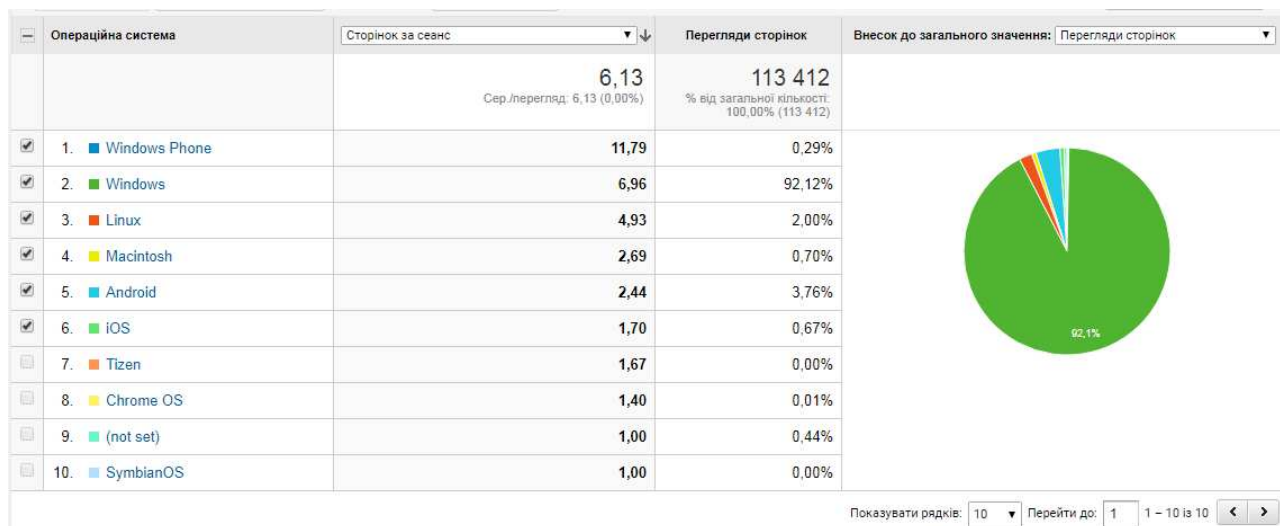 Операційна система Сторінок за сеанс Перегляди сторінок Внесок до загального значення: Перегляди сторінок
6,13 113 412
Сер./перегляд: 6,13 (0,00%) % від загальної кількості:
100,00% (113 412)
1. Windows Phone 11,79 0,29%
2. Windows 6,96 92,12%
3. Linux 4,93 2,00%
4. Macintosh 2,69 0,70%
5. Android 2,44 3,76%
6. iOS 1,70 0,67%
92,1%
7. Tizen 1,67 0,00%
8. Chrome OS 1,40 0,01%
9. (not set) 1,00 0,44%
10. SymbianOS 1,00 0,00%
Показувати рядків: 10 Перейти до: 1 1 – 10 із 10